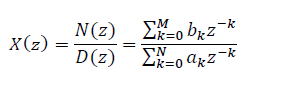 X(z) = N(z) / D(z) = ∑_{k=0}^{M} b_k z^{-k} / ∑_{k=0}^{N} a_k z^{-k}